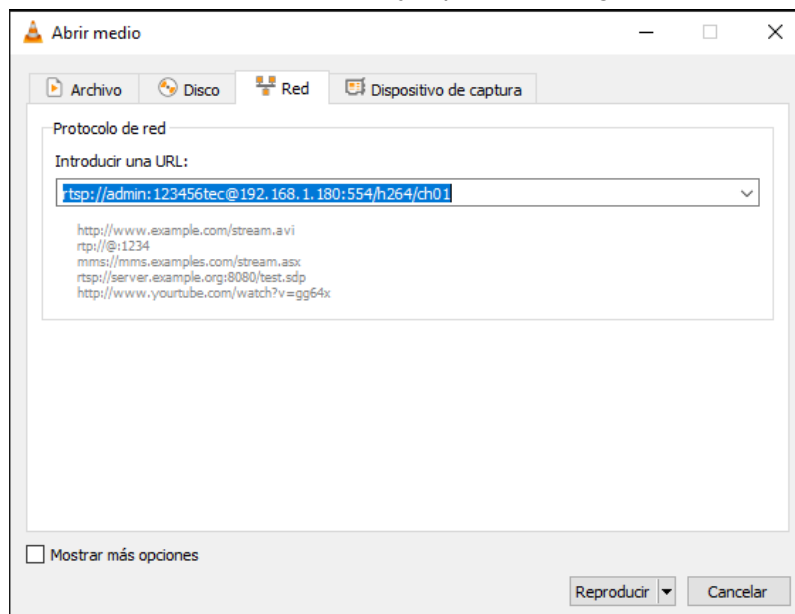 Abrir medio
Archivo Disco Red Dispositivo de captura
Protocolo de red
Introducir una URL:
rtsp://admin:123456tec@192.168.1.180:554/h264/ch01
http://www.example.com/stream.avi
rtp://@:1234
mms://mms.examples.com/stream.asx
rtsp://server.example.org:8080/test.sdp
http://www.yourtube.com/watch?v=gg64x
Mostrar más opciones
Reproducir Cancelar